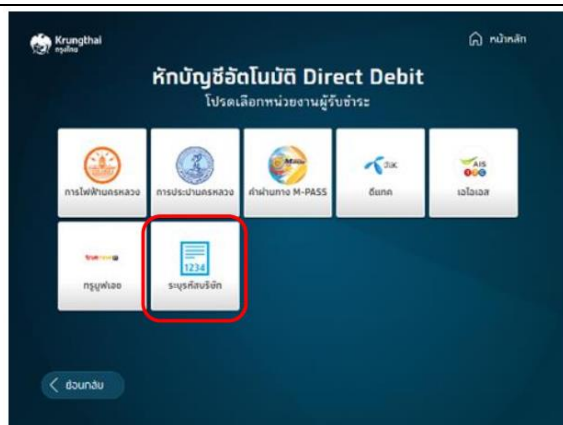 Krungthai
กรุงไทย
หน้าหลัก
หักบัญชีอัตโนมัติ Direct Debit
โปรดเลือกหน่วยงานผู้รับชำระ
การไฟฟ้านครหลวง
การประปานครหลวง
ค่าผ่านทาง M-PASS
ดีแทค
AIS
เอไอเอส
ทรูมูฟเอช
1234
ระบุรหัสบริษัท
ย้อนกลับ